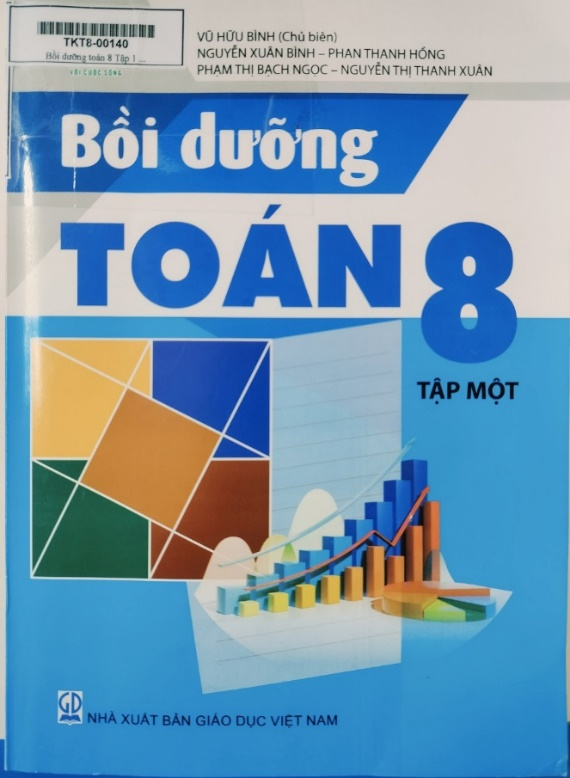 TKT8-00140
Bồi dưỡng toán 8 Tập 1 ...
VỚI CUỘC SỐNG
VŨ HỮU BÌNH (Chủ biên)
NGUYỄN XUÂN BÌNH – PHAN THANH HỒNG
PHẠM THỊ BẠCH NGỌC – NGUYỄN THỊ THANH XUÂN
Bồi dưỡng
TOÁN 8
TẬP MỘT
GD
NHÀ XUẤT BẢN GIÁO DỤC VIỆT NAM